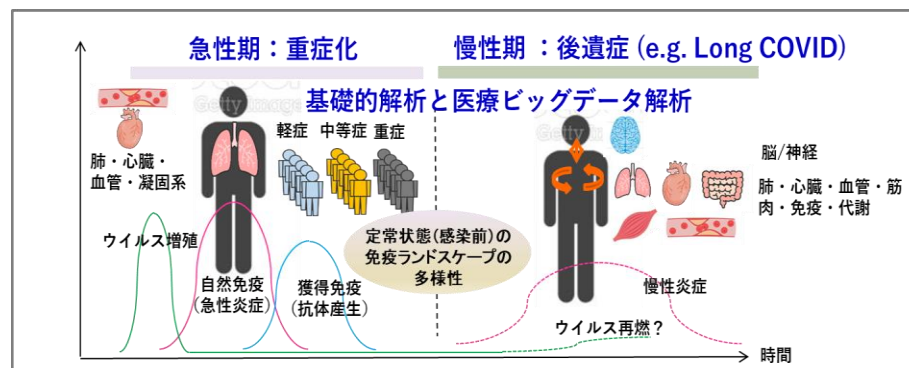 急性期：重症化
慢性期 ：後遺症 (e.g. Long COVID)
基礎的解析と医療ビッグデータ解析
肺・心臓・
血管・凝固系
軽症 中等症 重症
脳/神経
肺・心臓・血管・筋
肉・免疫・代謝
ウイルス増殖
自然免疫
(急性炎症)
獲得免疫
(抗体産生)
定常状態(感染前)の
免疫ランドスケープの
多様性
慢性炎症
ウイルス再燃？
時間